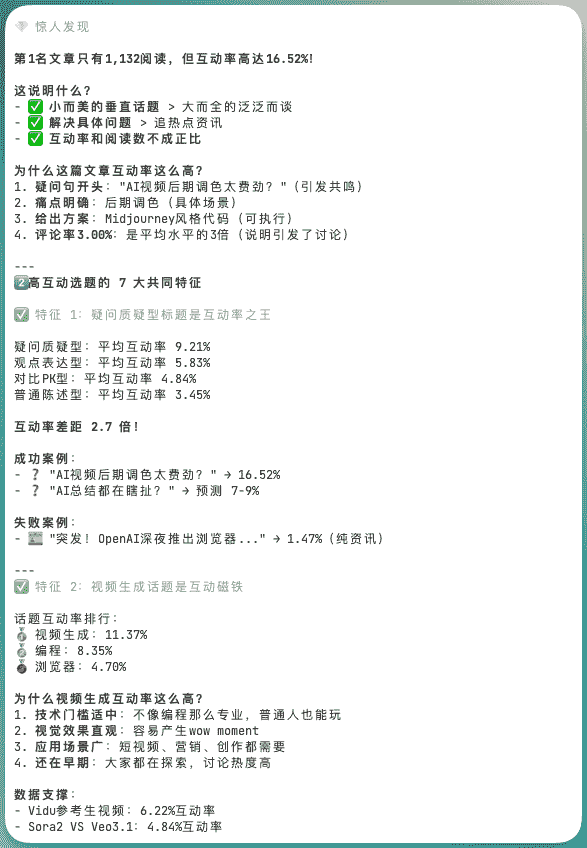 💎 惊人发现
第1名文章只有1,132阅读，但互动率高达16.52%!
这说明什么?
- ✅ 小而美的垂直话题 > 大而全的泛泛而谈
- ✅ 解决具体问题 > 追热点资讯
- ✅ 互动率和阅读数不成正比
为什么这篇文章互动率这么高?
1. 疑问句开头: "AI视频后期调色太费劲? "（引发共鸣）
2. 痛点明确: 后期调色（具体场景）
3. 给出方案: Midjourney风格代码（可执行）
4. 评论率3.00%: 是平均水平的3倍（说明引发了讨论）
---
2️⃣高互动选题的 7 大共同特征
✅ 特征 1: 疑问质疑型标题是互动率之王
疑问质疑型: 平均互动率 9.21%
观点表达型: 平均互动率 5.83%
对比PK型: 平均互动率 4.84%
普通陈述型: 平均互动率 3.45%
互动率差距 2.7 倍!
成功案例:
- ❓ "AI视频后期调色太费劲? " → 16.52%
- ❓ "AI总结都在瞎扯? " → 预测 7-9%
失败案例:
- 📰 "突发! OpenAI深夜推出浏览器..." → 1.47%（纯资讯）
---
✅ 特征 2: 视频生成话题是互动磁铁
话题互动率排行:
🥇 视频生成: 11.37%
🥈 编程: 8.35%
🥉 浏览器: 4.70%
为什么视频生成互动率这么高?
1. 技术门槛适中: 不像编程那么专业，普通人也能玩
2. 视觉效果直观: 容易产生wow moment
3. 应用场景广: 短视频、营销、创作都需要
4. 还在早期: 大家都在探索，讨论热度高
数据支撑:
- Vidu参考生视频: 6.22%互动率
- Sora2 VS Veo3.1: 4.84%互动率